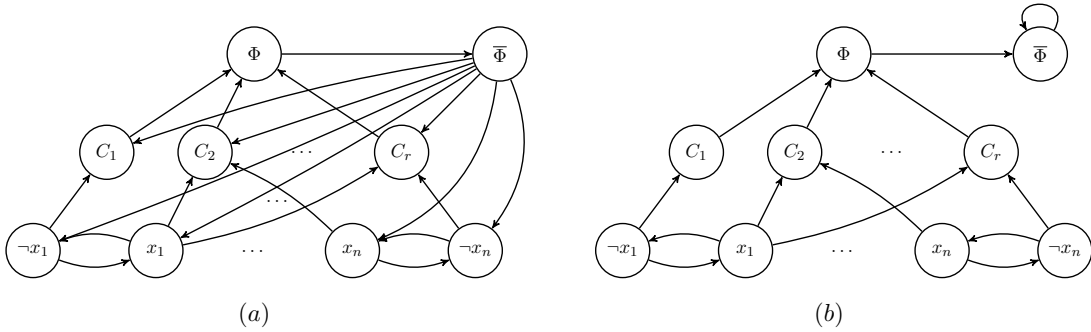 Φ Φ̅ Φ Φ̅
C₁ C₂ ⋯ Cᵣ C₁ C₂ ⋯ Cᵣ
⋯
¬x₁ x₁ ⋯ xₙ ¬xₙ ¬x₁ x₁ ⋯ xₙ ¬xₙ
(a) (b)